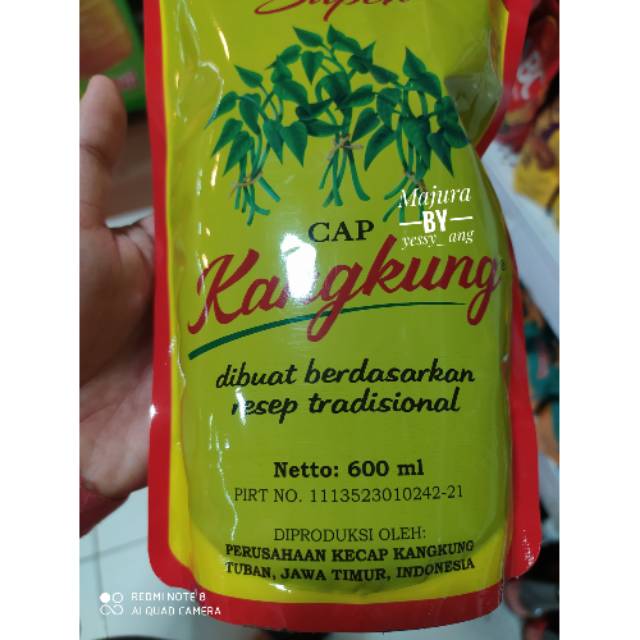 Super
CAP
Kangkung®
dibuat berdasarkan
resep tradisional
Netto: 600 ml
PIRT NO. 1113523010242-21
DIPRODUKSI OLEH:
PERUSAHAAN KECAP KANGKUNG
TUBAN, JAWA TIMUR, INDONESIA
Majura
BY
yessy_ang
REDMI NOTE 8
AI QUAD CAMERA